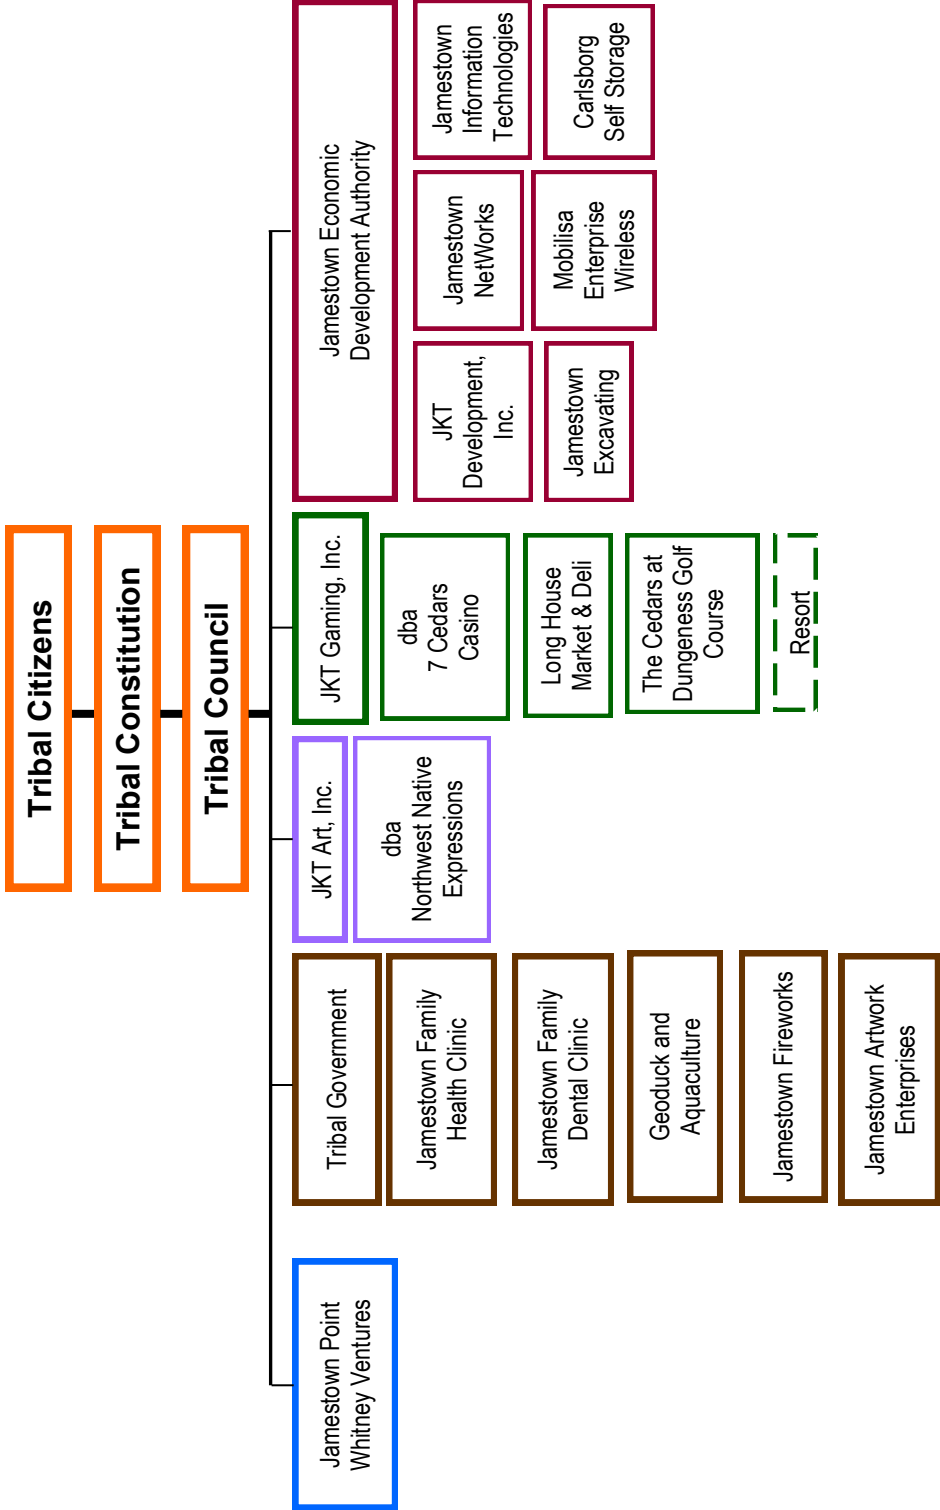 Tribal Citizens
Tribal Constitution
Tribal Council
Jamestown Point
Whitney Ventures
Tribal Government
Jamestown Family
Health Clinic
Jamestown Family
Dental Clinic
Geoduck and
Aquaculture
Jamestown Fireworks
Jamestown Artwork
Enterprises
JKT Art, Inc.
dba
Northwest Native
Expressions
JKT Gaming, Inc.
dba
7 Cedars
Casino
Long House
Market & Deli
The Cedars at
Dungeness Golf
Course
Resort
Jamestown Economic
Development Authority
JKT
Development,
Inc.
Jamestown
NetWorks
Jamestown
Information
Technologies
Jamestown
Excavating
Mobilisa
Enterprise
Wireless
Carlsborg
Self Storage